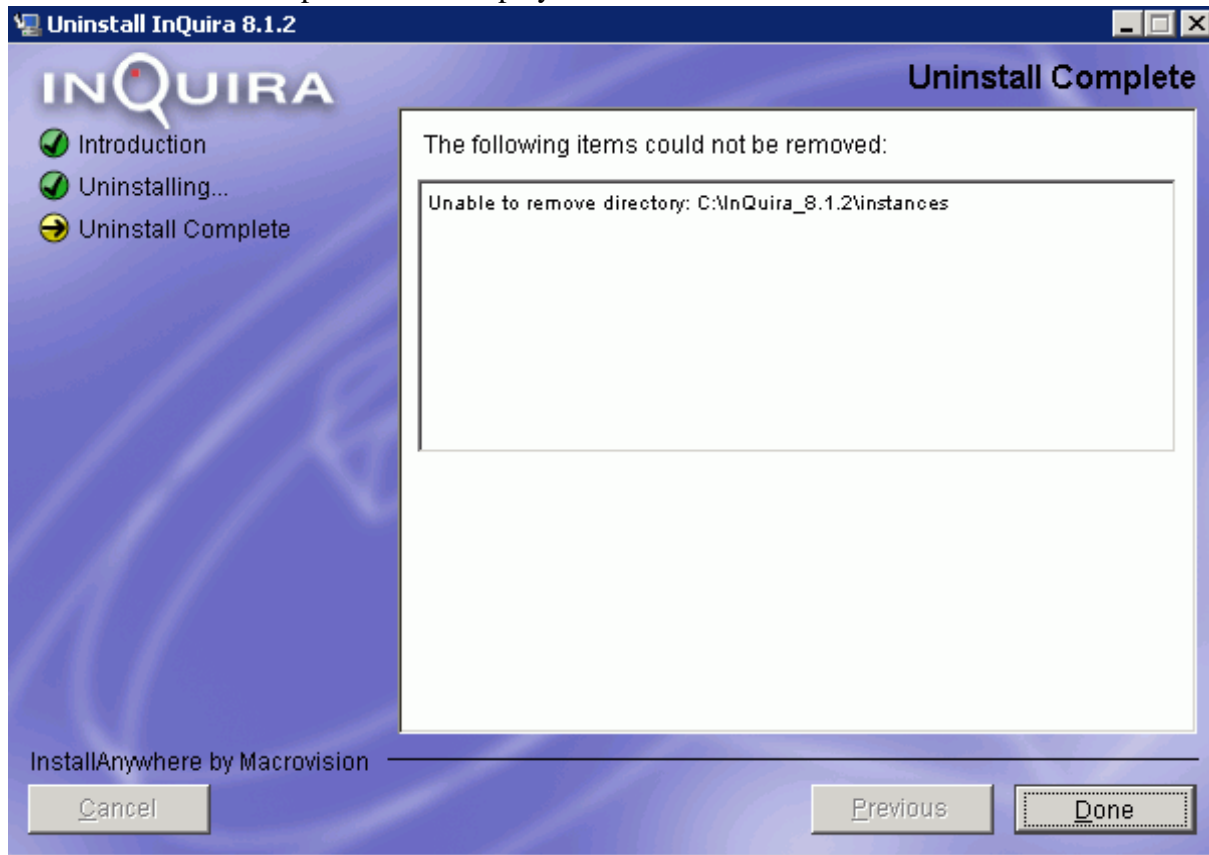 Uninstall InQuira 8.1.2
INQUIRA
Uninstall Complete
Introduction
Uninstalling...
Uninstall Complete
The following items could not be removed:
Unable to remove directory: C:\InQuira_8.1.2\instances
InstallAnywhere by Macrovision
Cancel
Previous
Done